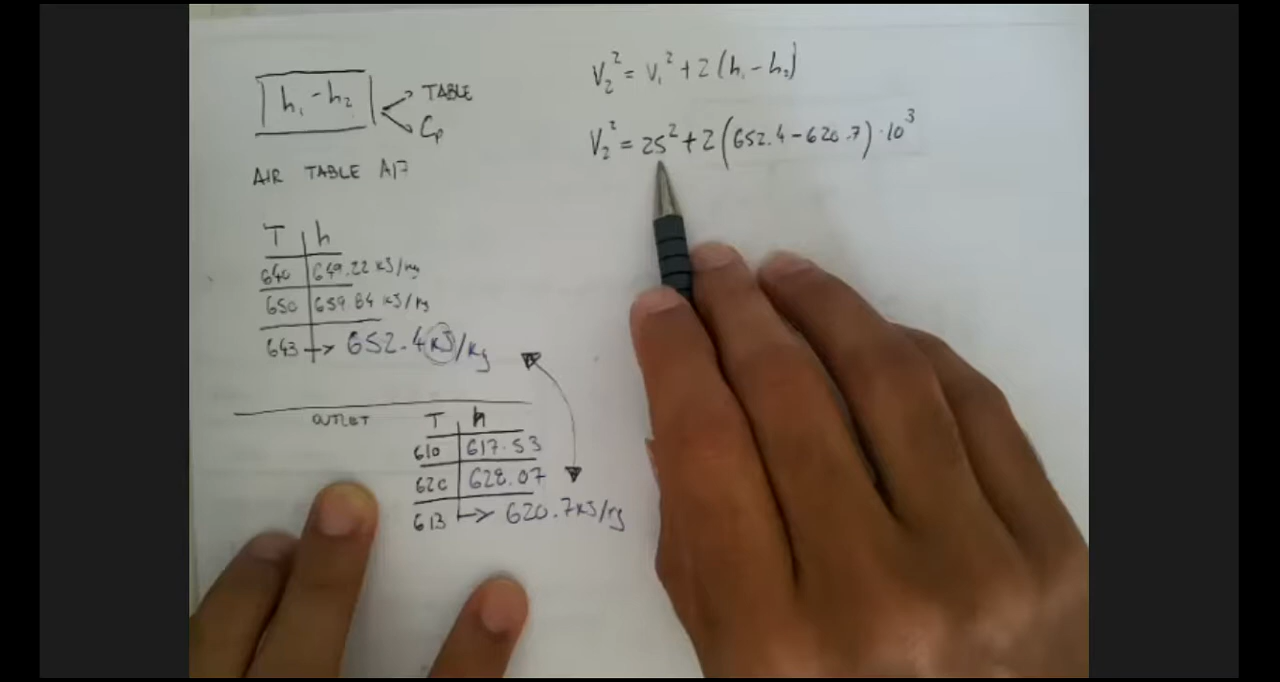 h₁ - h₂
TABLE
Cp
AIR TABLE A17
T h
640 649.22 kJ/kg
650 659.84 kJ/kg
643 → 652.4 kJ/kg
OUTLET
T h
610 617.53
620 628.07
613 → 620.7 kJ/kg
V₂² = V₁² + 2 (h₁ - h₂)
V₂² = 25² + 2 (652.4 - 620.7) · 10³